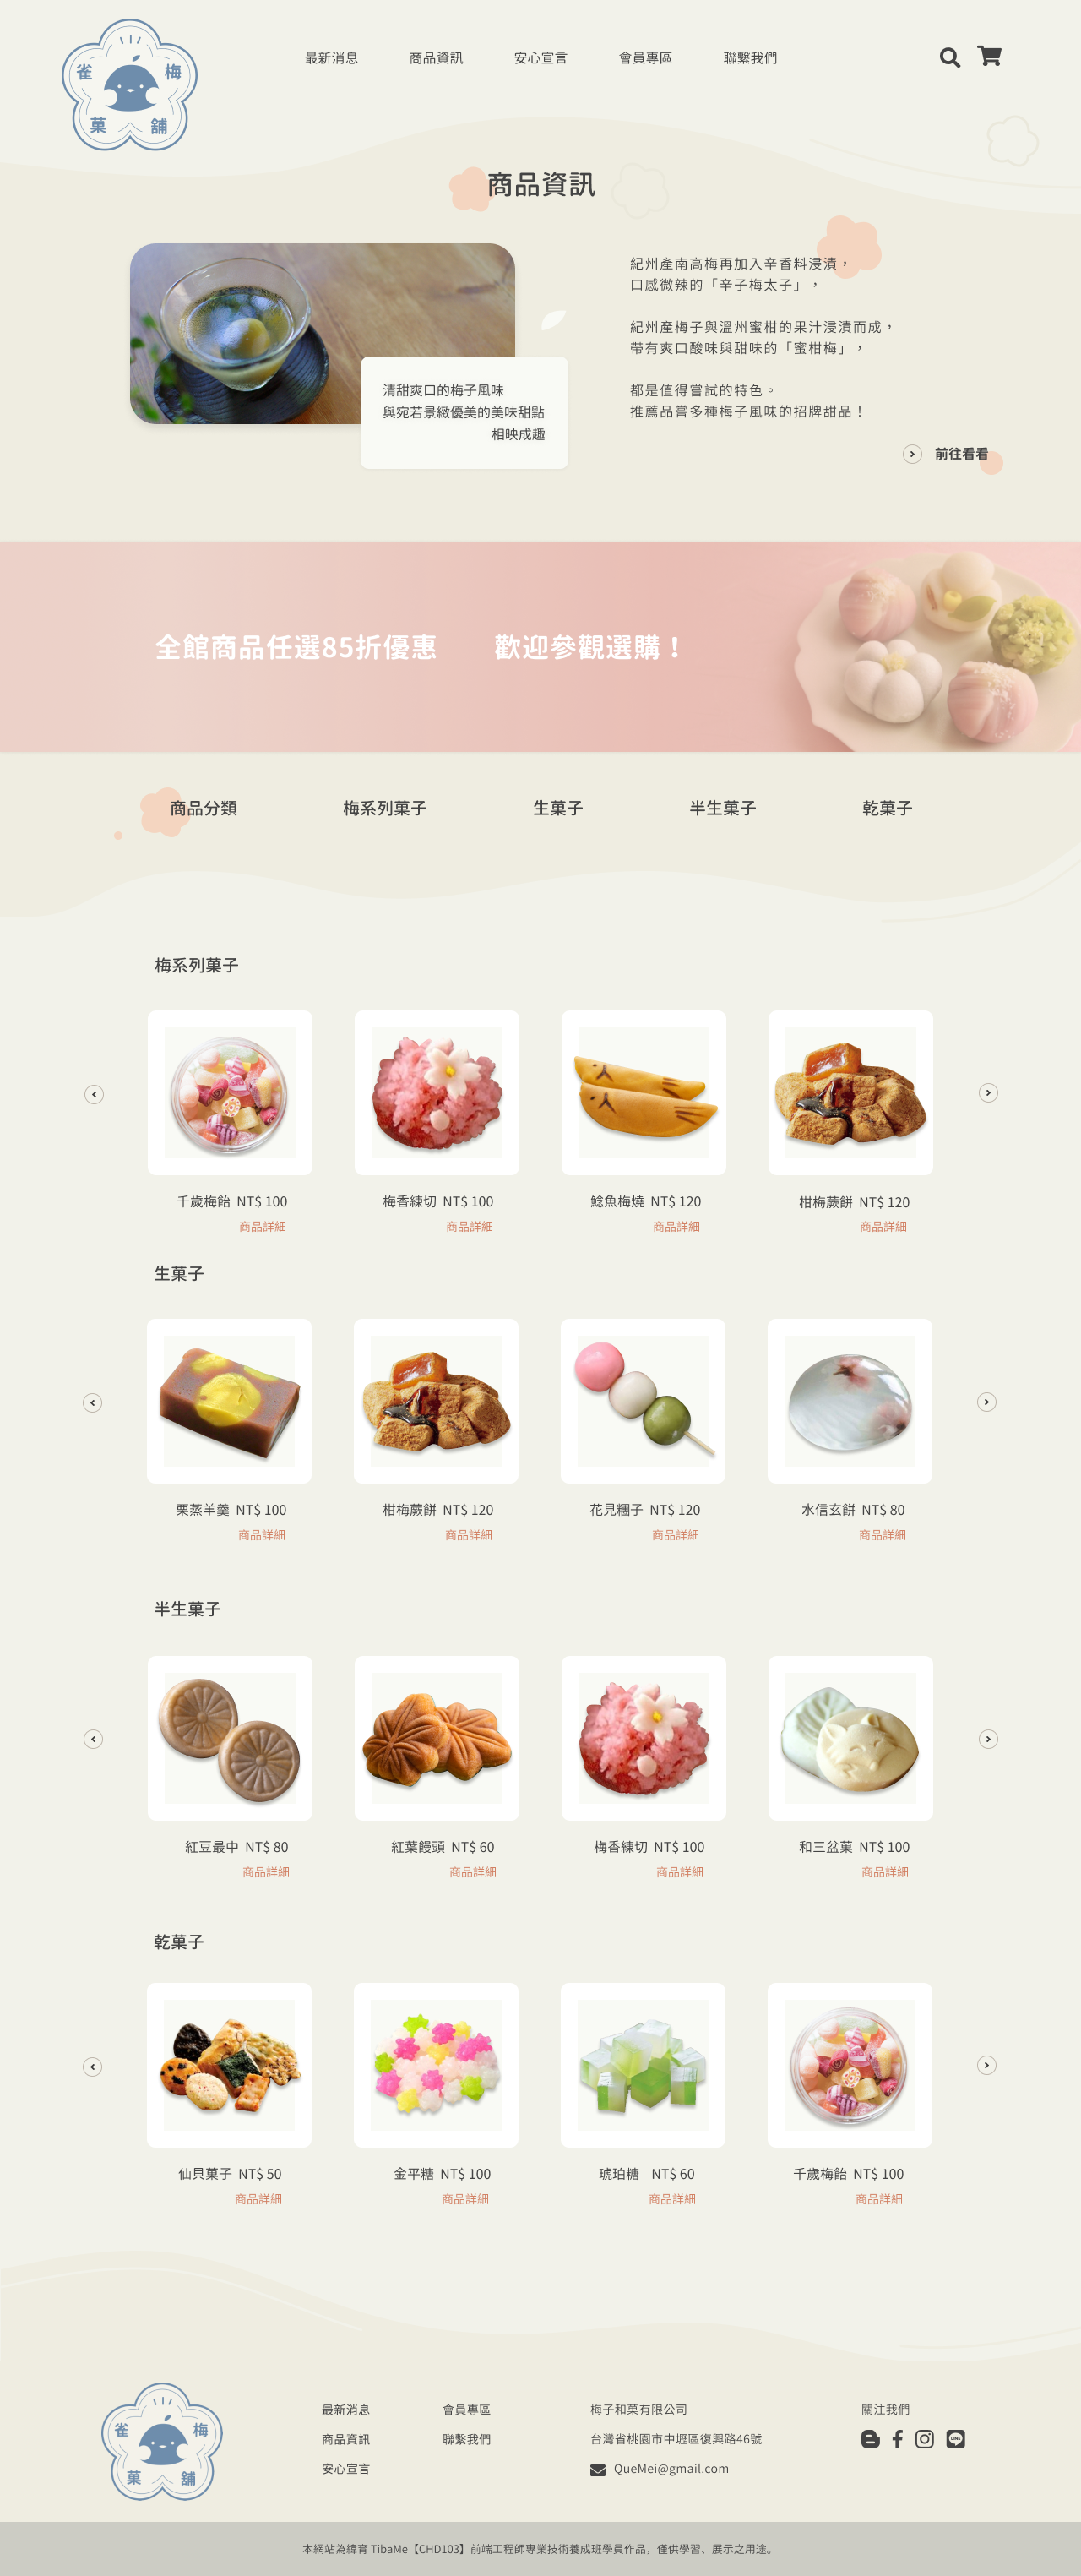 雀 梅
菓 舖
最新消息 商品資訊 安心宣言 會員專區 聯繫我們
商品資訊
清甜爽口的梅子風味
與宛若景緻優美的美味甜點
相映成趣
紀州產南高梅再加入辛香料浸漬，
口感微辣的「辛子梅太子」，
紀州產梅子與溫州蜜柑的果汁浸漬而成，
帶有爽口酸味與甜味的「蜜柑梅」，
都是值得嘗試的特色。
推薦品嘗多種梅子風味的招牌甜品！
前往看看
全館商品任選85折優惠 歡迎參觀選購！
商品分類 梅系列菓子 生菓子 半生菓子 乾菓子
梅系列菓子
千歲梅飴 NT$ 100 梅香練切 NT$ 100 鯰魚梅燒 NT$ 120 柑梅蕨餅 NT$ 120
商品詳細 商品詳細 商品詳細 商品詳細
生菓子
栗蒸羊羹 NT$ 100 柑梅蕨餅 NT$ 120 花見糰子 NT$ 120 水信玄餅 NT$ 80
商品詳細 商品詳細 商品詳細 商品詳細
半生菓子
紅豆最中 NT$ 80 紅葉饅頭 NT$ 60 梅香練切 NT$ 100 和三盆菓 NT$ 100
商品詳細 商品詳細 商品詳細 商品詳細
乾菓子
仙貝菓子 NT$ 50 金平糖 NT$ 100 琥珀糖 NT$ 60 千歲梅飴 NT$ 100
商品詳細 商品詳細 商品詳細 商品詳細
雀 梅
菓 舖
最新消息 會員專區 梅子和菓有限公司 關注我們
商品資訊 聯繫我們 台灣省桃園市中壢區復興路46號
LINE
安心宣言 QueMei@gmail.com
本網站為緯育 TibaMe【CHD103】前端工程師專業技術養成班學員作品，僅供學習、展示之用途。